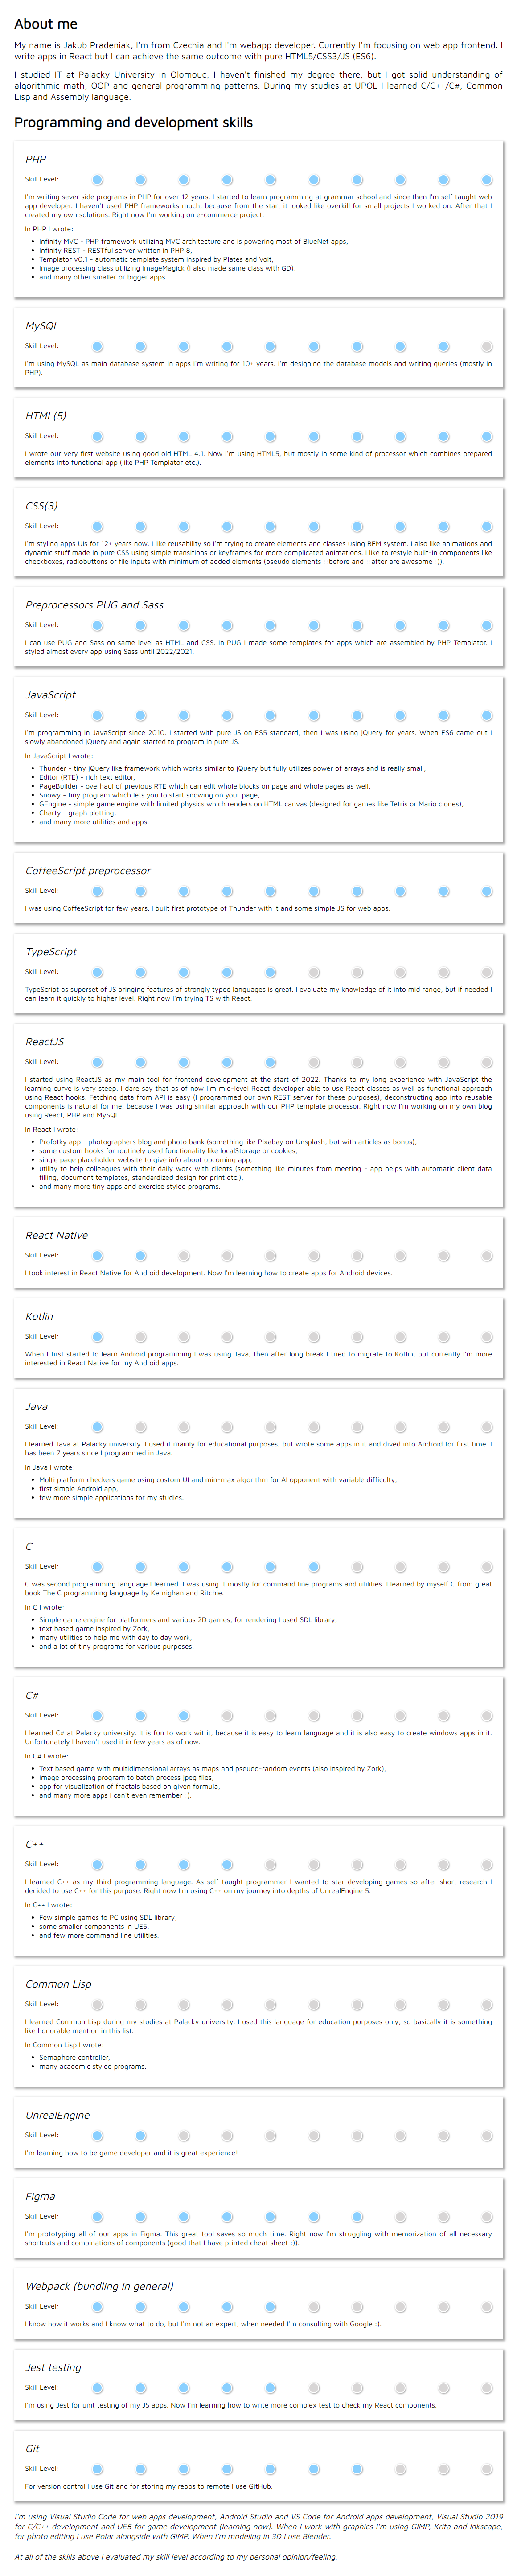 About me
My name is Jakub Pradeniak, I'm from Czechia and I'm webapp developer. Currently I'm focusing on web app frontend. I
write apps in React but I can achieve the same outcome with pure HTML5/CSS3/JS (ES6).
I studied IT at Palacky University in Olomouc, I haven't finished my degree there, but I got solid understanding of
algorithmic math, OOP and general programming patterns. During my studies at UPOL I learned C/C++/C#, Common
Lisp and Assembly language.
Programming and development skills
PHP
Skill Level:
I'm writing sever side programs in PHP for over 12 years. I started to learn programming at grammar school and since then I'm self taught web
app developer. I haven't used PHP frameworks much, because from the start it looked like overkill for small projects I worked on. After that I
created my own solutions. Right now I'm working on e-commerce project.
In PHP I wrote:
• Infinity MVC - PHP framework utilizing MVC architecture and is powering most of BlueNet apps,
• Infinity REST - RESTful server written in PHP 8,
• Templator v0.1 - automatic template system inspired by Plates and Volt,
• Image processing class utilizing ImageMagick (I also made same class with GD),
• and many other smaller or bigger apps.
MySQL
Skill Level:
I'm using MySQL as main database system in apps I'm writing for 10+ years. I'm designing the database models and writing queries (mostly in
PHP).
HTML(5)
Skill Level:
I wrote our very first website using good old HTML 4.1. Now I'm using HTML5, but mostly in some kind of processor which combines prepared
elements into functional app (like PHP Templator etc.).
CSS(3)
Skill Level:
I'm styling apps UIs for 12+ years now. I like reusability so I'm trying to create elements and classes using BEM system. I also like animations and
dynamic stuff made in pure CSS using simple transitions or keyframes for more complicated animations. I like to restyle built-in components like
checkboxes, radiobuttons or file inputs with minimum of added elements (pseudo elements ::before and ::after are awesome :)).
Preprocessors PUG and Sass
Skill Level:
I can use PUG and Sass on same level as HTML and CSS. In PUG I made some templates for apps which are assembled by PHP Templator. I
styled almost every app using Sass until 2022/2021.
JavaScript
Skill Level:
I'm programming in JavaScript since 2010. I started with pure JS on ES5 standard, then I was using jQuery for years. When ES6 came out I
slowly abandoned jQuery and again started to program in pure JS.
In JavaScript I wrote:
• Thunder - tiny jQuery like framework which works similar to jQuery but fully utilizes power of arrays and is really small,
• Editor (RTE) - rich text editor,
• PageBuilder - overhaul of previous RTE which can edit whole blocks on page and whole pages as well,
• Snowy - tiny program which lets you to start snowing on your page,
• GEngine - simple game engine with limited physics which renders on HTML canvas (designed for games like Tetris or Mario clones),
• Charty - graph plotting,
• and many more utilities and apps.
CoffeeScript preprocessor
Skill Level:
I was using CoffeeScript for few years. I built first prototype of Thunder with it and some simple JS for web apps.
TypeScript
Skill Level:
TypeScript as superset of JS bringing features of strongly typed languages is great. I evaluate my knowledge of it into mid range, but if needed I
can learn it quickly to higher level. Right now I'm trying TS with React.
ReactJS
Skill Level:
I started using ReactJS as my main tool for frontend development at the start of 2022. Thanks to my long experience with JavaScript the
learning curve is very steep. I dare say that as of now I'm mid-level React developer able to use React classes as well as functional approach
using React hooks. Fetching data from API is easy (I programmed our own REST server for these purposes), deconstructing app into reusable
components is natural for me, because I was using similar approach with our PHP template processor. Right now I'm working on my own blog
using React, PHP and MySQL.
In React I wrote:
• Profotky app - photographers blog and photo bank (something like Pixabay on Unsplash, but with articles as bonus),
• some custom hooks for routinely used functionality like localStorage or cookies,
• single page placeholder website to give info about upcoming app,
• utility to help colleagues with their daily work with clients (something like minutes from meeting - app helps with automatic client data
filling, document templates, standardized design for print etc.),
• and many more tiny apps and exercise styled programs.
React Native
Skill Level:
I took interest in React Native for Android development. Now I'm learning how to create apps for Android devices.
Kotlin
Skill Level:
When I first started to learn Android programming I was using Java, then after long break I tried to migrate to Kotlin, but currently I'm more
interested in React Native for my Android apps.
Java
Skill Level:
I learned Java at Palacky university. I used it mainly for educational purposes, but wrote some apps in it and dived into Android for first time. I
has been 7 years since I programmed in Java.
In Java I wrote:
• Multi platform checkers game using custom UI and min-max algorithm for AI opponent with variable difficulty,
• first simple Android app,
• few more simple applications for my studies.
C
Skill Level:
C was second programming language I learned. I was using it mostly for command line programs and utilities. I learned by myself C from great
book The C programming language by Kernighan and Ritchie.
In C I wrote:
• Simple game engine for platformers and various 2D games, for rendering I used SDL library,
• text based game inspired by Zork,
• many utilities to help me with day to day work,
• and a lot of tiny programs for various purposes.
C#
Skill Level:
I learned C# at Palacky university. It is fun to work wit it, because it is easy to learn language and it is also easy to create windows apps in it.
Unfortunately I haven't used it in few years as of now.
In C# I wrote:
• Text based game with multidimensional arrays as maps and pseudo-random events (also inspired by Zork),
• image processing program to batch process jpeg files,
• app for visualization of fractals based on given formula,
• and many more apps I can't even remember :).
C++
Skill Level:
I learned C++ as my third programming language. As self taught programmer I wanted to star developing games so after short research I
decided to use C++ for this purpose. Right now I'm using C++ on my journey into depths of UnrealEngine 5.
In C++ I wrote:
• Few simple games fo PC using SDL library,
• some smaller components in UE5,
• and few more command line utilities.
Common Lisp
Skill Level:
I learned Common Lisp during my studies at Palacky university. I used this language for education purposes only, so basically it is something
like honorable mention in this list.
In Common Lisp I wrote:
• Semaphore controller,
• many academic styled programs.
UnrealEngine
Skill Level:
I'm learning how to be game developer and it is great experience!
Figma
Skill Level:
I'm prototyping all of our apps in Figma. This great tool saves so much time. Right now I'm struggling with memorization of all necessary
shortcuts and combinations of components (good that I have printed cheat sheet :)).
Webpack (bundling in general)
Skill Level:
I know how it works and I know what to do, but I'm not an expert, when needed I'm consulting with Google :).
Jest testing
Skill Level:
I'm using Jest for unit testing of my JS apps. Now I'm learning how to write more complex test to check my React components.
Git
Skill Level:
For version control I use Git and for storing my repos to remote I use GitHub.
I'm using Visual Studio Code for web apps development, Android Studio and VS Code for Android apps development, Visual Studio 2019
for C/C++ development and UE5 for game development (learning now). When I work with graphics I'm using GIMP, Krita and Inkscape,
for photo editing I use Polar alongside with GIMP. When I'm modeling in 3D I use Blender.
At all of the skills above I evaluated my skill level according to my personal opinion/feeling.